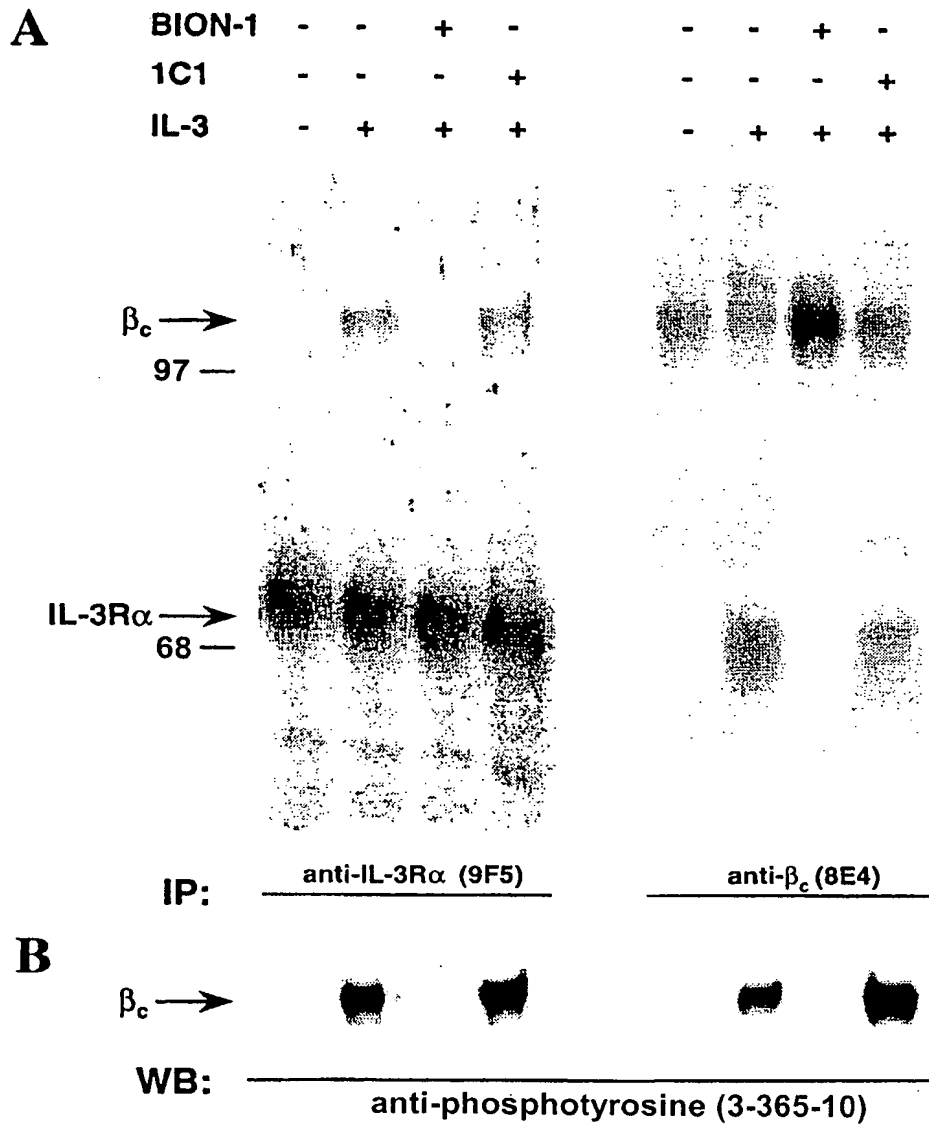 A
BION-1 - - + - - - + -
1C1 - - - + - - - +
IL-3 - + + + - + + +
βc
97
IL-3Rα
68
IP: anti-IL-3Rα (9F5) anti-βc (8E4)
B
βc
WB: anti-phosphotyrosine (3-365-10)